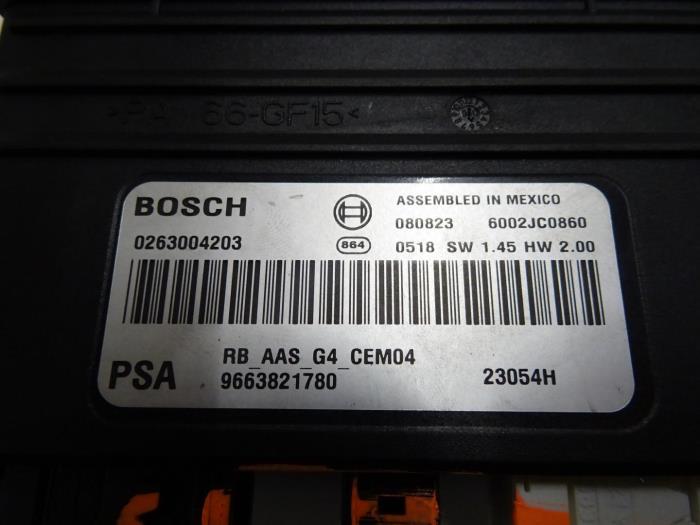 >PA 66-GF15<
BOSCH
ASSEMBLED IN MEXICO
080823 6002JC0860
0263004203
864
0518 SW 1.45 HW 2.00
RB_AAS_G4_CEM04
PSA
9663821780
23054H